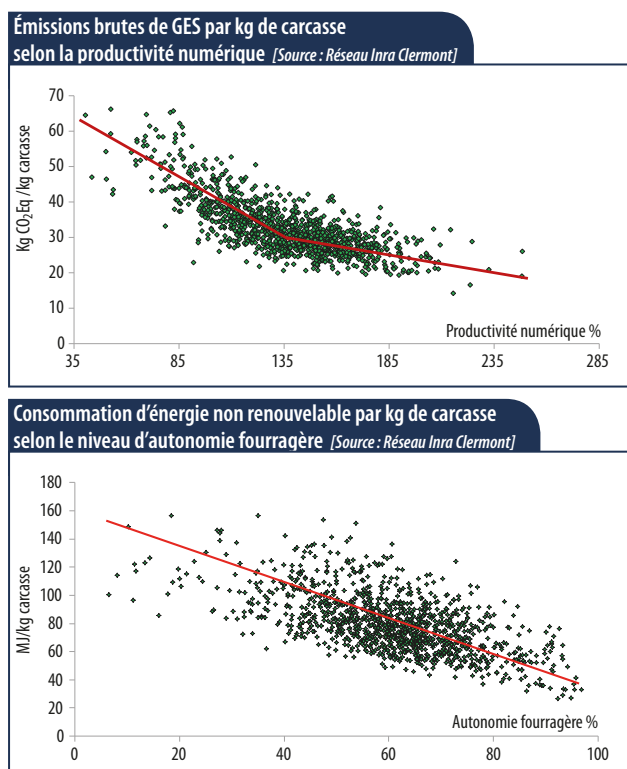 Émissions brutes de GES par kg de carcasse
selon la productivité numérique [Source : Réseau Inra Clermont]
Kg CO₂Eq /kg carcasse
70
60
50
40
30
20
10
0
Productivité numérique %
35 85 135 185 235 285
Consommation d'énergie non renouvelable par kg de carcasse
selon le niveau d'autonomie fourragère [Source : Réseau Inra Clermont]
MJ/kg carcasse
180
160
140
120
100
80
60
40
20
0
Autonomie fourragère %
0 20 40 60 80 100